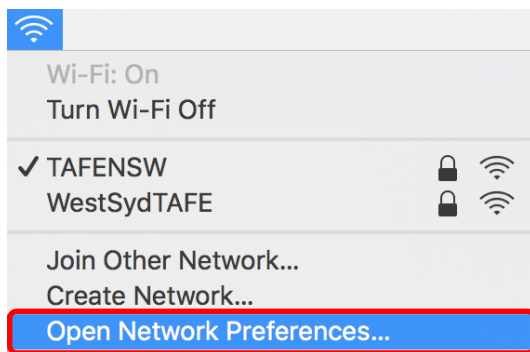 Wi-Fi: On
Turn Wi-Fi Off
TAFENSW
WestSydTAFE
Join Other Network...
Create Network...
Open Network Preferences...